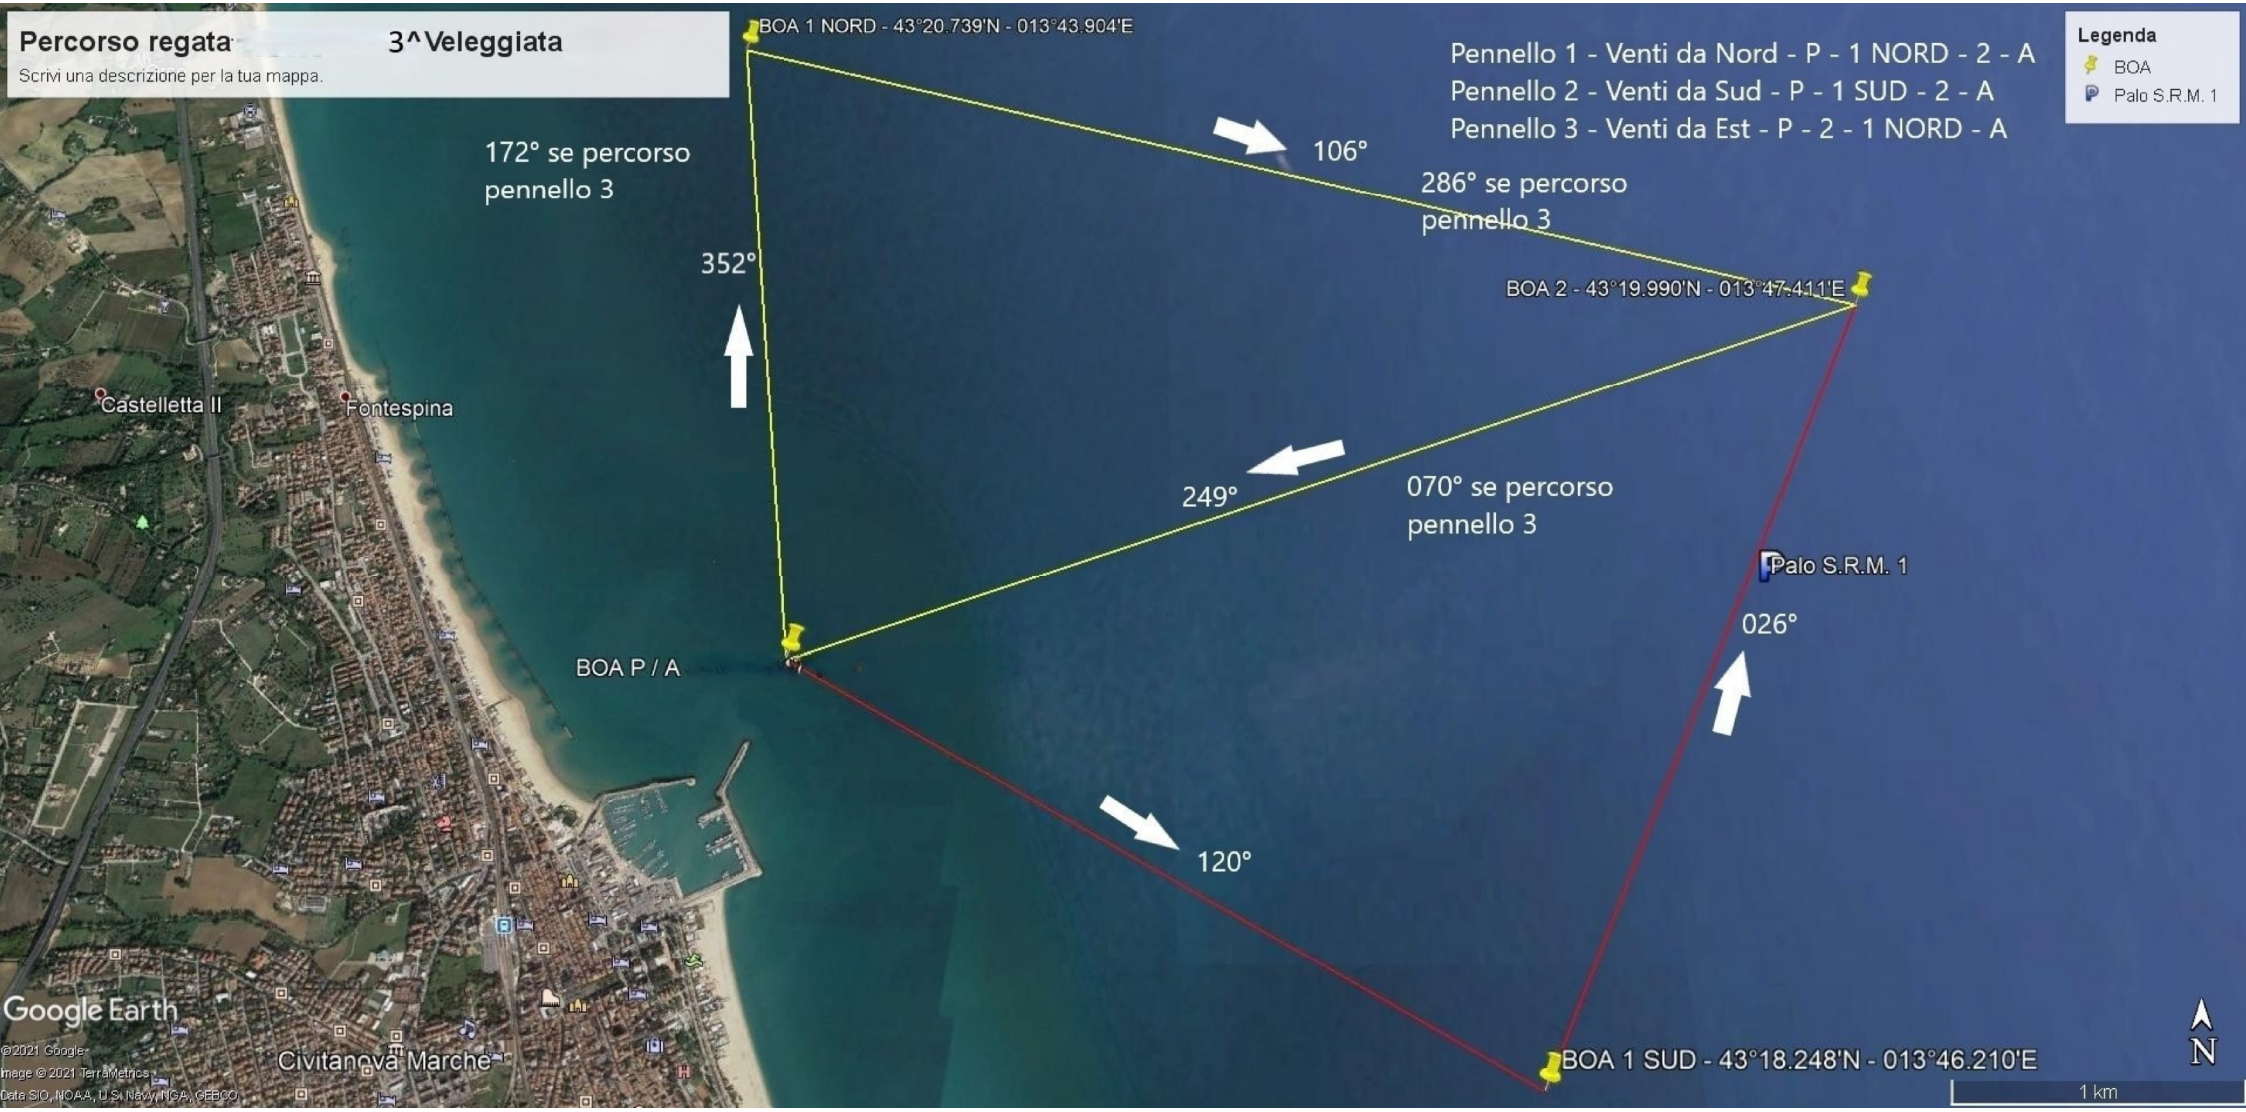 Percorso regata 3^Veleggiata
Scrivi una descrizione per la tua mappa.
BOA 1 NORD - 43°20.739'N - 013°43.904'E
Pennello 1 - Venti da Nord - P - 1 NORD - 2 - A
Pennello 2 - Venti da Sud - P - 1 SUD - 2 - A
Pennello 3 - Venti da Est - P - 2 - 1 NORD - A
Legenda
BOA
Palo S.R.M. 1
172° se percorso
pennello 3
106°
286° se percorso
pennello 3
352°
BOA 2 - 43°19.990'N - 013°47.411'E
Castelletta II
Fontespina
249°
070° se percorso
pennello 3
Palo S.R.M. 1
026°
BOA P / A
120°
BOA 1 SUD - 43°18.248'N - 013°46.210'E
Civitanova Marche
Google Earth
©2021 Google
Image © 2021 TerraMetrics
Data SIO, NOAA, U.S. Navy, NGA, GEBCO
N
1 km